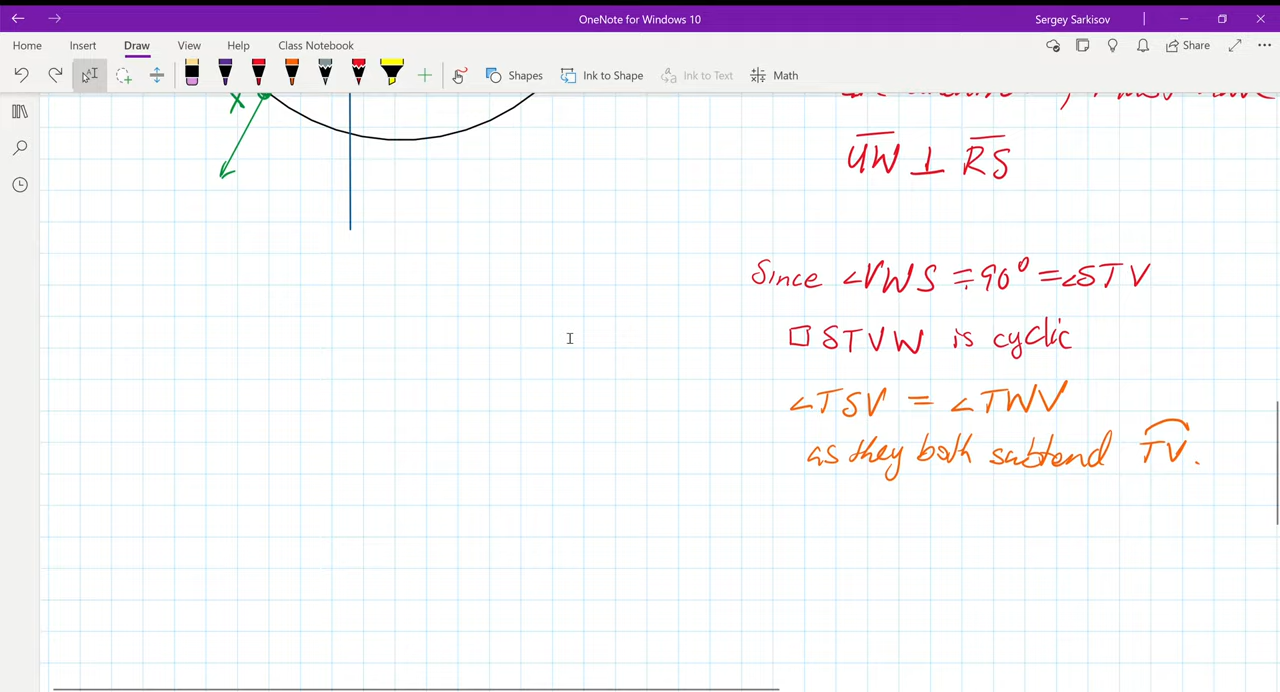 OneNote for Windows 10
Sergey Sarkisov
Home Insert Draw View Help Class Notebook
Share
Shapes Ink to Shape Ink to Text Math
X
UW ⊥ RS
Since ∠VWS = 90° = ∠STV
□ STVW is cyclic
∠TSV = ∠TWV
as they both subtend TV.